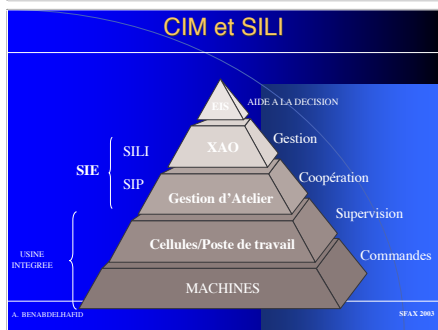 CIM et SILI
EIS
AIDE A LA DECISION
Gestion
SILI
XAO
Coopération
SIE
SIP
Gestion d'Atelier
Supervision
Cellules/Poste de travail
USINE
INTEGREE
Commandes
MACHINES
A. BENABDELHAFID
SFAX 2003